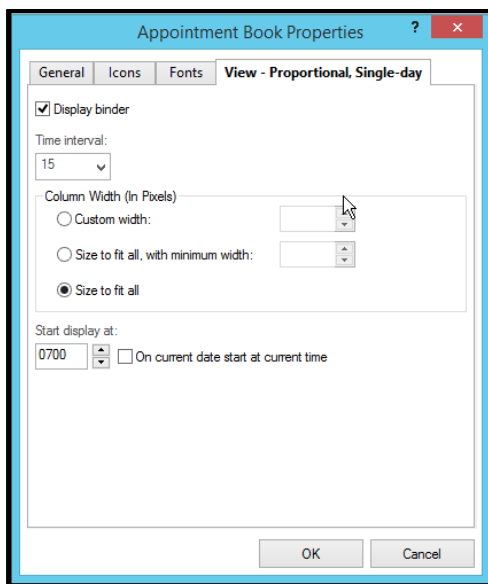 Appointment Book Properties ? ×
General Icons Fonts View - Proportional, Single-day
Display binder
Time interval:
15
Column Width (In Pixels)
Custom width:
Size to fit all, with minimum width:
Size to fit all
Start display at:
0700 On current date start at current time
OK Cancel